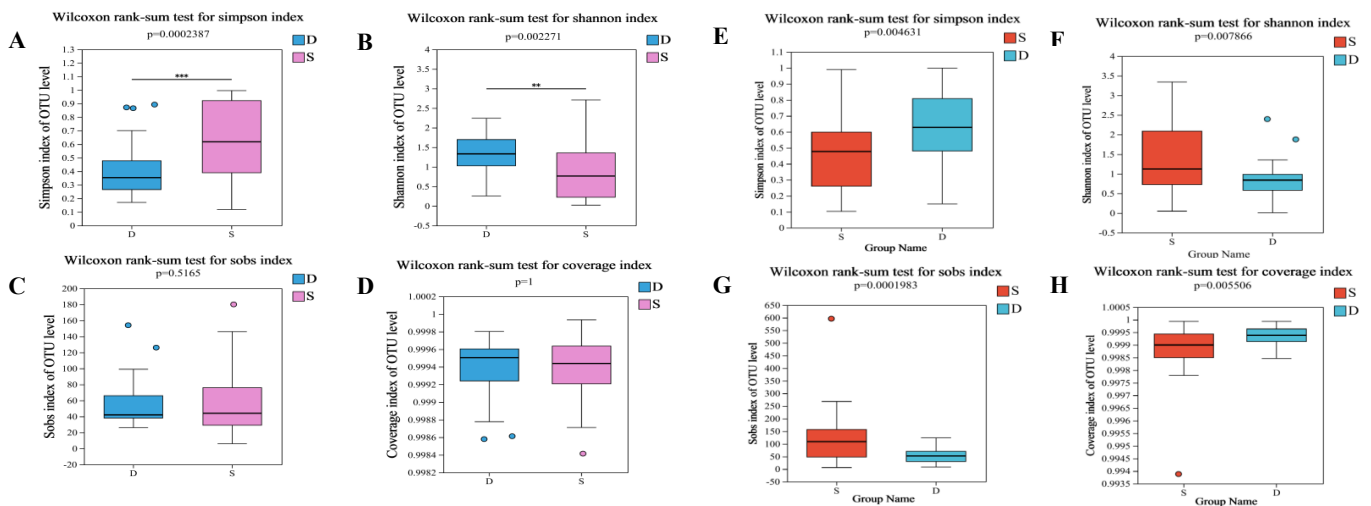 A
Wilcoxon rank-sum test for simpson index
p=0.0002387
D
S
***
Simpson index of OTU level
1.3
1.2
1.1
1
0.9
0.8
0.7
0.6
0.5
0.4
0.3
0.2
0.1
0
D
S
B
Wilcoxon rank-sum test for shannon index
p=0.002271
D
S
**
Shannon index of OTU level
4
3.5
3
2.5
2
1.5
1
0.5
0
-0.5
D
S
E
Wilcoxon rank-sum test for simpson index
p=0.004631
S
D
Simpson index of OTU level
1.1
1
0.9
0.8
0.7
0.6
0.5
0.4
0.3
0.2
0.1
0
S
D
Group Name
F
Wilcoxon rank-sum test for shannon index
p=0.007866
S
D
Shannon index of OTU level
4
3.5
3
2.5
2
1.5
1
0.5
0
-0.5
S
D
C
Wilcoxon rank-sum test for sobs index
p=0.5165
D
S
Sobs index of OTU level
200
180
160
140
120
100
80
60
40
20
0
-20
D
S
D
Wilcoxon rank-sum test for coverage index
p=1
D
S
Coverage index of OTU level
1.0002
1
0.9998
0.9996
0.9994
0.9992
0.999
0.9988
0.9986
0.9984
0.9982
D
S
G
Wilcoxon rank-sum test for sobs index
p=0.0001983
S
D
Sobs index of OTU level
650
600
550
500
450
400
350
300
250
200
150
100
50
0
-50
S
D
Group Name
H
Wilcoxon rank-sum test for coverage index
p=0.005506
S
D
Coverage index of OTU level
1.0005
1
0.9995
0.999
0.9985
0.998
0.9975
0.997
0.9965
0.996
0.9955
0.995
0.9945
0.994
0.9935
S
D
Group Name